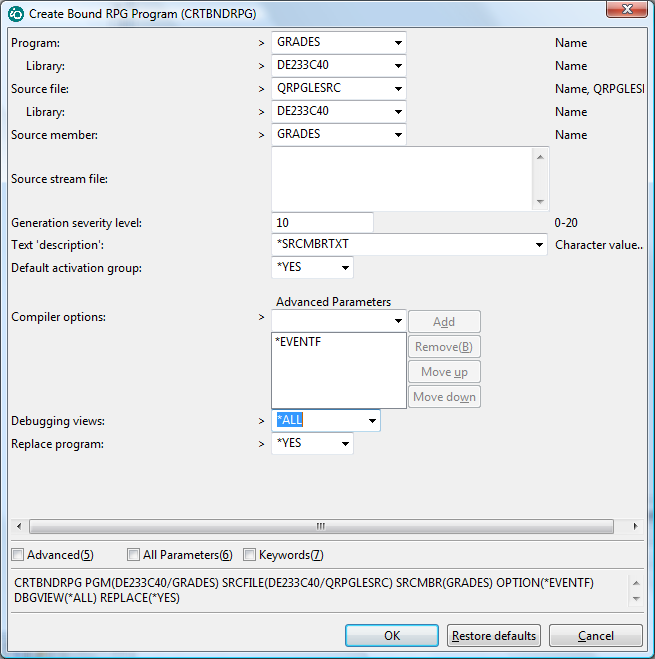 Create Bound RPG Program (CRTBNDRPG)
Program: > GRADES Name
Library: > DE233C40 Name
Source file: > QRPGLESRC Name, QRPGLESI
Library: > DE233C40 Name
Source member: > GRADES Name
Source stream file:
Generation severity level: 10 0-20
Text 'description': *SRCMBRTXT Character value..
Default activation group: *YES
Advanced Parameters
Compiler options: > Add
*EVENTF Remove(B)
Move up
Move down
Debugging views: > *ALL
Replace program: > *YES
Advanced(5) All Parameters(6) Keywords(7)
CRTBNDRPG PGM(DE233C40/GRADES) SRCFILE(DE233C40/QRPGLESRC) SRCMBR(GRADES) OPTION(*EVENTF)
DBGVIEW(*ALL) REPLACE(*YES)
OK Restore defaults Cancel